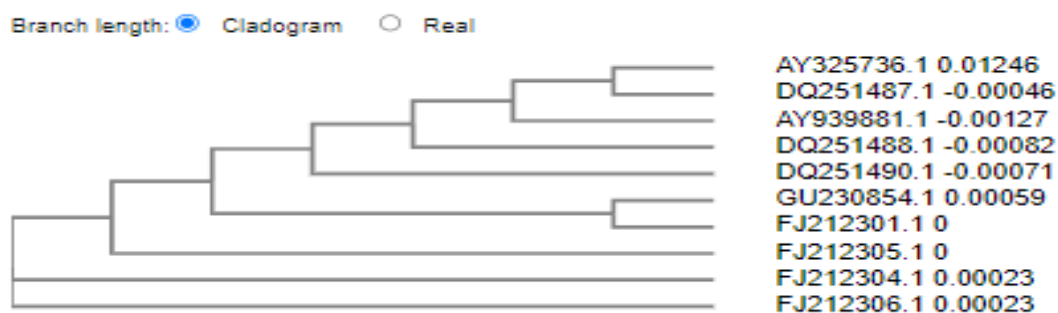 Branch length: Cladogram Real
AY325736.1 0.01246
DQ251487.1 -0.00046
AY939881.1 -0.00127
DQ251488.1 -0.00082
DQ251490.1 -0.00071
GU230854.1 0.00059
FJ212301.1 0
FJ212305.1 0
FJ212304.1 0.00023
FJ212306.1 0.00023